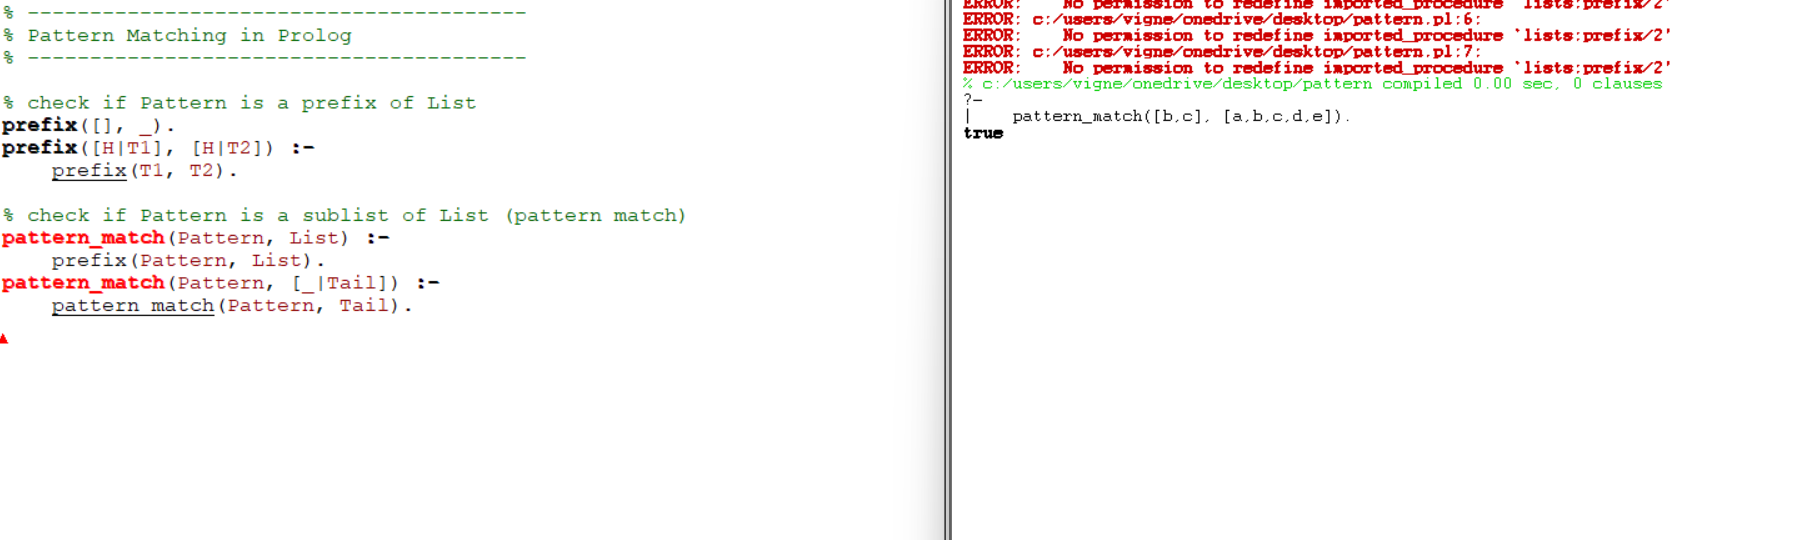 % ----------------------------------------
% Pattern Matching in Prolog
% ----------------------------------------
% check if Pattern is a prefix of List
prefix([], _).
prefix([H|T1], [H|T2]) :-
    prefix(T1, T2).
% check if Pattern is a sublist of List (pattern match)
pattern_match(Pattern, List) :-
    prefix(Pattern, List).
pattern_match(Pattern, [_|Tail]) :-
    pattern_match(Pattern, Tail).
ERROR:    No permission to redefine imported_procedure `lists:prefix/2'
ERROR: c:/users/vigne/onedrive/desktop/pattern.pl:6:
ERROR:    No permission to redefine imported_procedure `lists:prefix/2'
ERROR: c:/users/vigne/onedrive/desktop/pattern.pl:7:
ERROR:    No permission to redefine imported_procedure `lists:prefix/2'
% c:/users/vigne/onedrive/desktop/pattern compiled 0.00 sec, 0 clauses
?-
|    pattern_match([b,c], [a,b,c,d,e]).
true